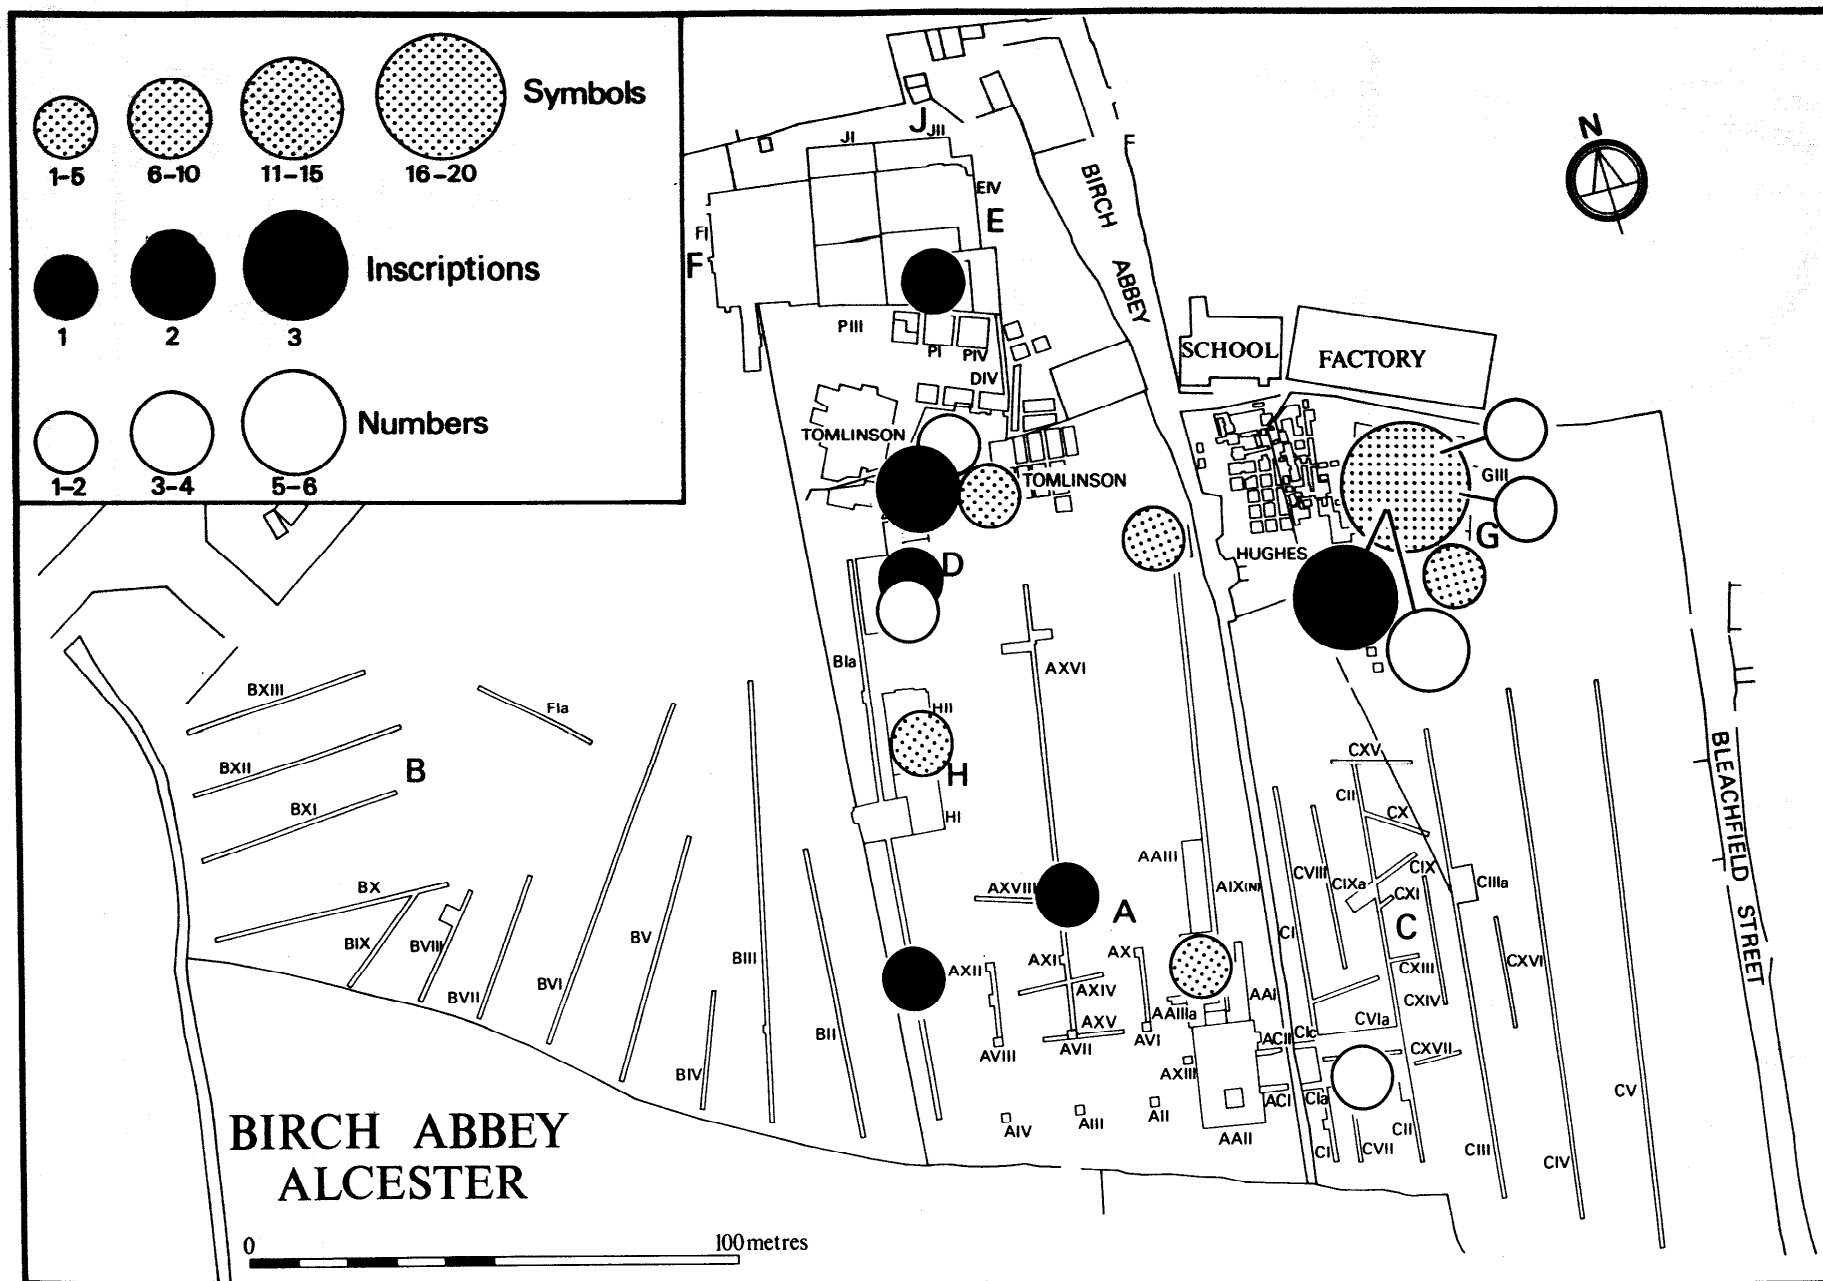 Symbols
1-5 6-10 11-15 16-20
Inscriptions
1 2 3
Numbers
1-2 3-4 5-6
N
J
JI
JII
F
BIRCH ABBEY
EIV
E
FI
F
PIII
PI
PIV
DIV
SCHOOL
FACTORY
TOMLINSON
TOMLINSON
GIII
G
HUGHES
D
BIa
AXVI
BXIII
FIa
HII
BXII
B
H
BXI
HI
CXV
CII
CX
BLEACHFIELD STREET
BX
AXVIII
AAIII
AIX(N)
CVIII
CIXa
CIX
CXI
CIIIa
A
C
BIX
BVIII
BV
BIII
AXII
AXI
AX
CI
CXIII
CXVI
BVII
BVI
AXIV
AAI
CXIV
AAIIIa
CVIa
BII
AXV
AVIII
AVII
AVI
ACII
CIc
CXVII
BIV
AXIII
ACI
CIa
CV
AIV
AIII
AII
AAII
CI
CVII
CII
CIII
CIV
BIRCH ABBEY
ALCESTER
0 100 metres